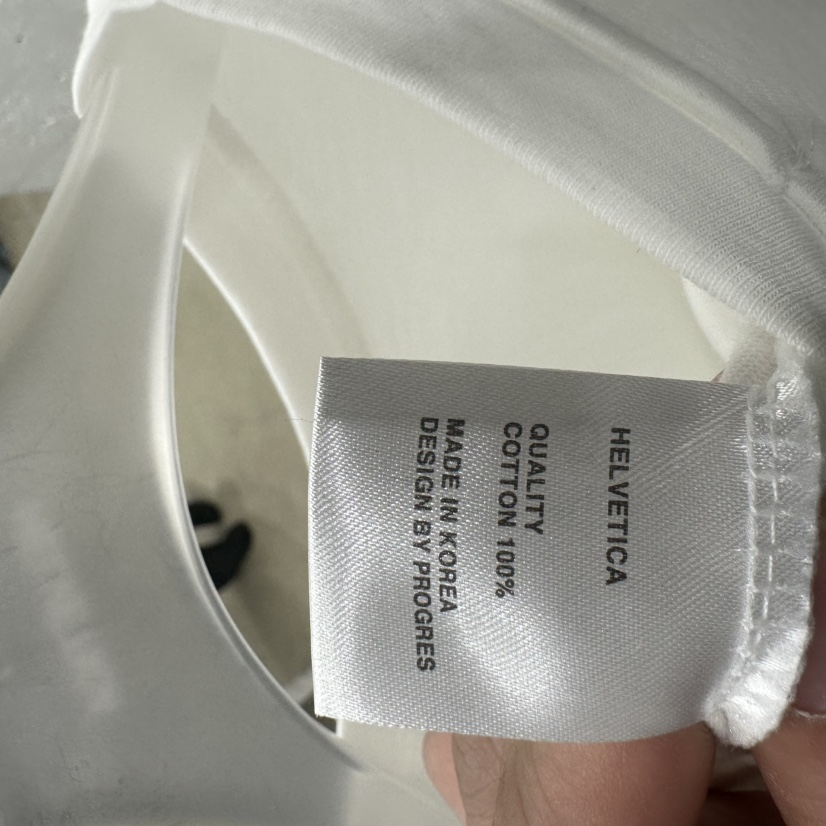 HELVETICA
QUALITY
COTTON 100%
MADE IN KOREA
DESIGN BY PROGRES